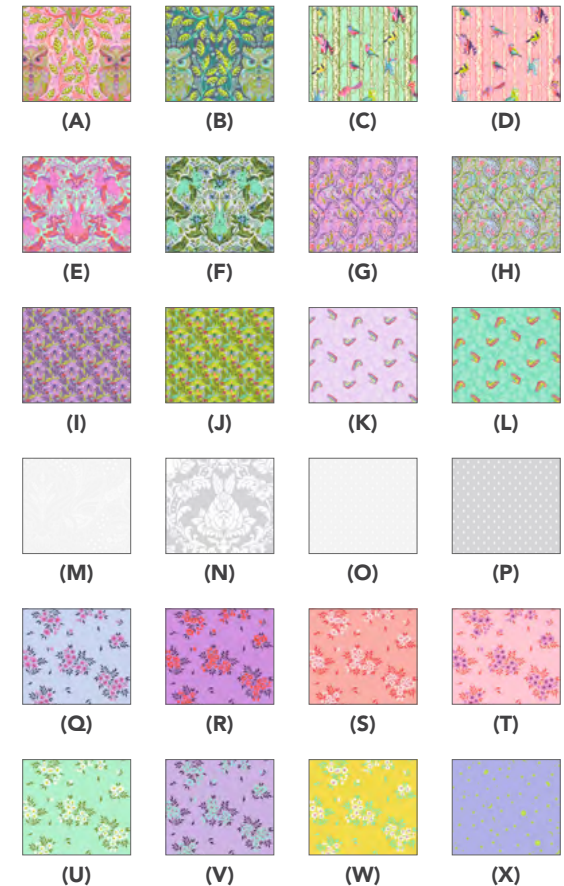 (A) (B) (C) (D)
(E) (F) (G) (H)
(I) (J) (K) (L)
(M) (N) (O) (P)
(Q) (R) (S) (T)
(U) (V) (W) (X)